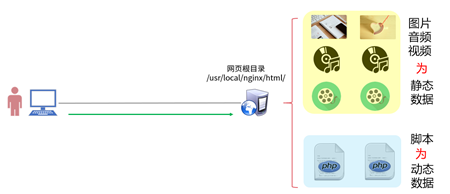 网页根目录
/usr/local/nginx/html/
图片
音频
视频
为
静态
数据
php
php
脚本
为
动态
数据